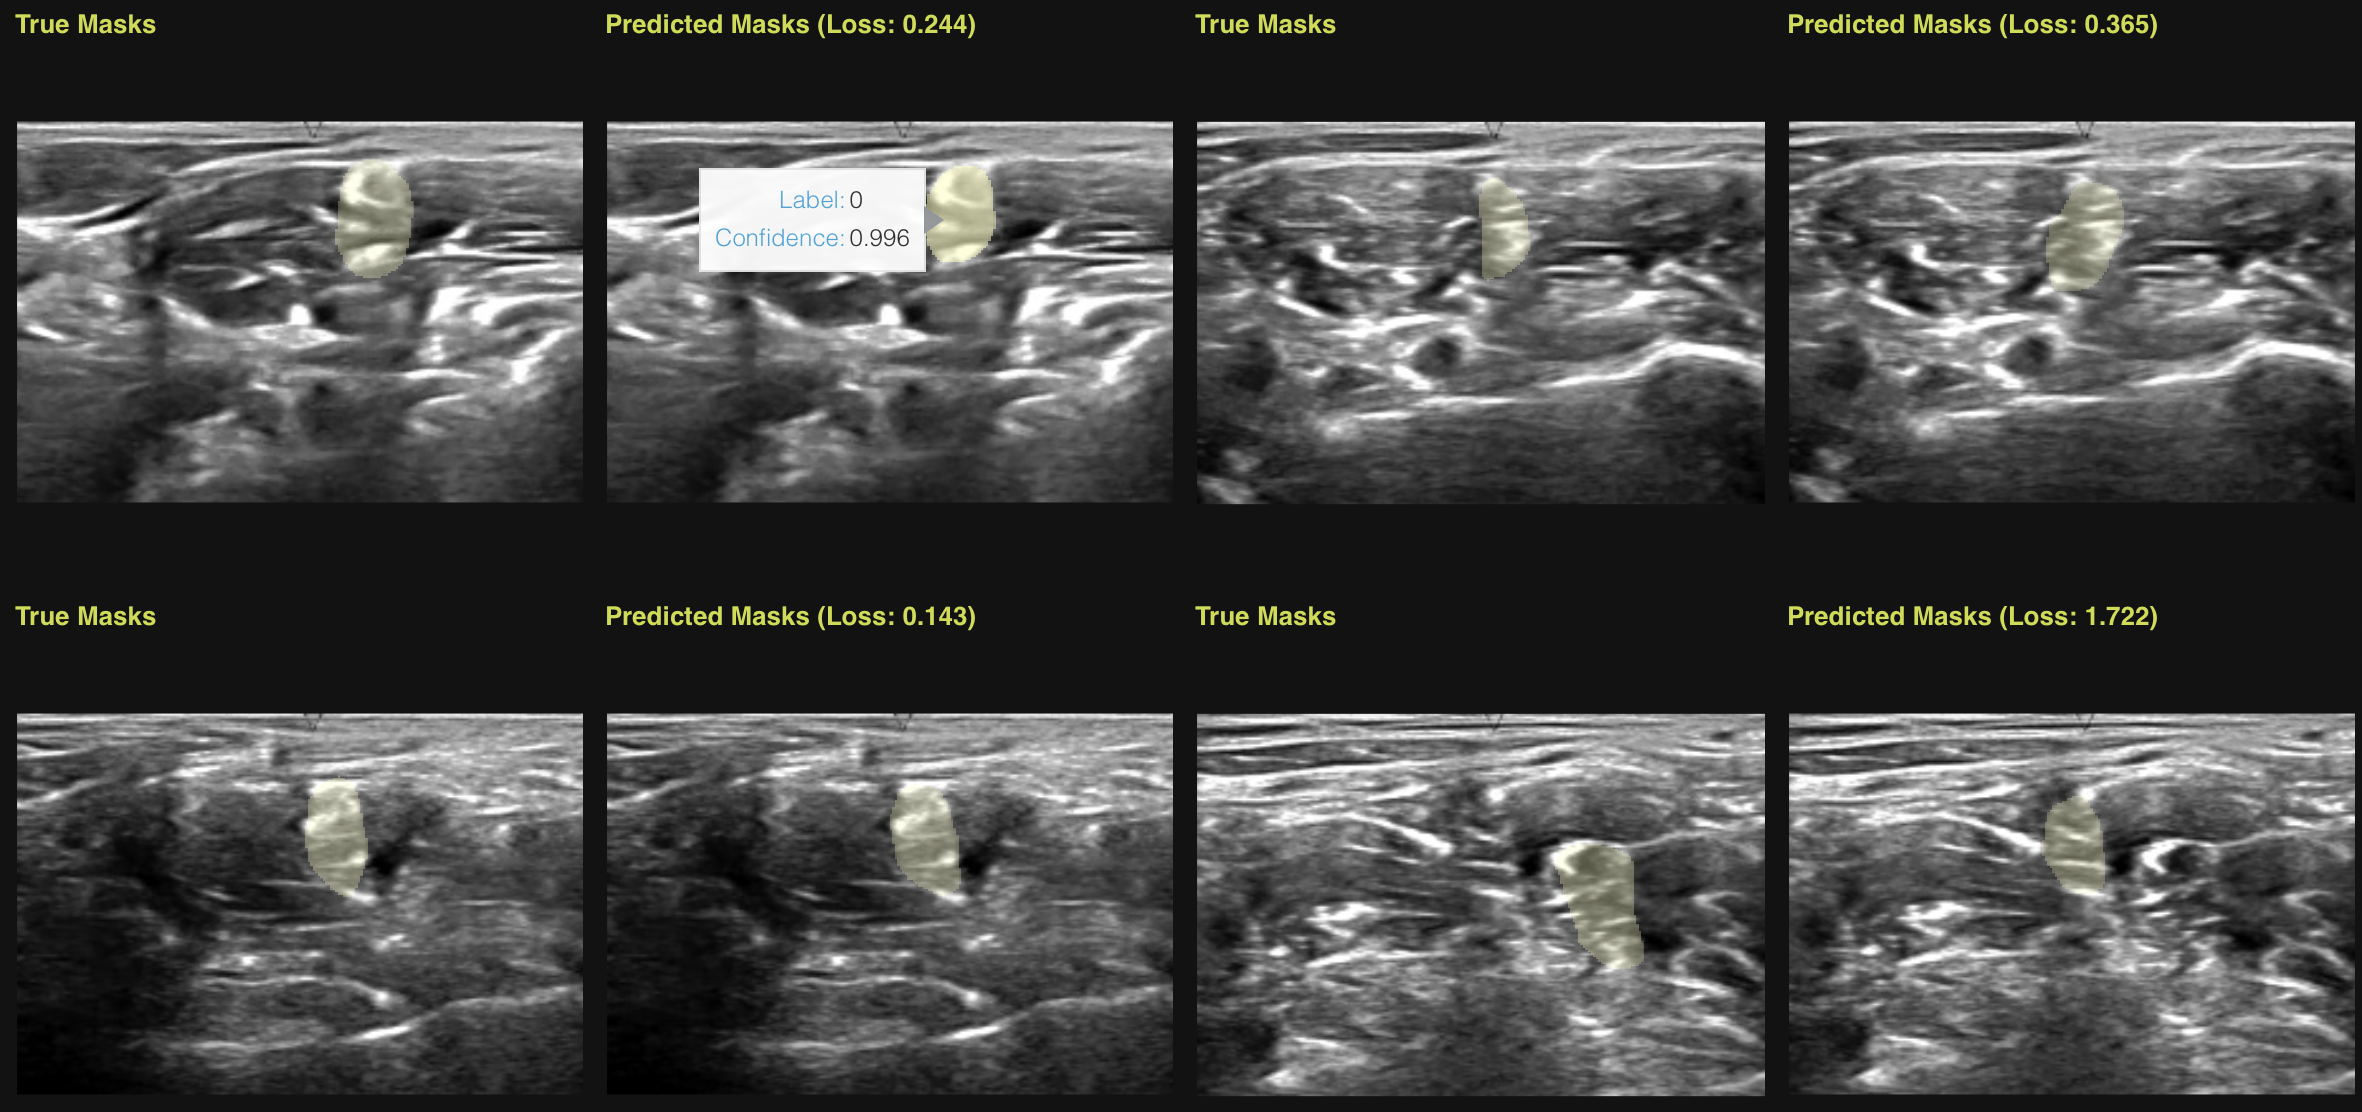 True Masks
Predicted Masks (Loss: 0.244)
True Masks
Predicted Masks (Loss: 0.365)
Label: 0
Confidence: 0.996
True Masks
Predicted Masks (Loss: 0.143)
True Masks
Predicted Masks (Loss: 1.722)